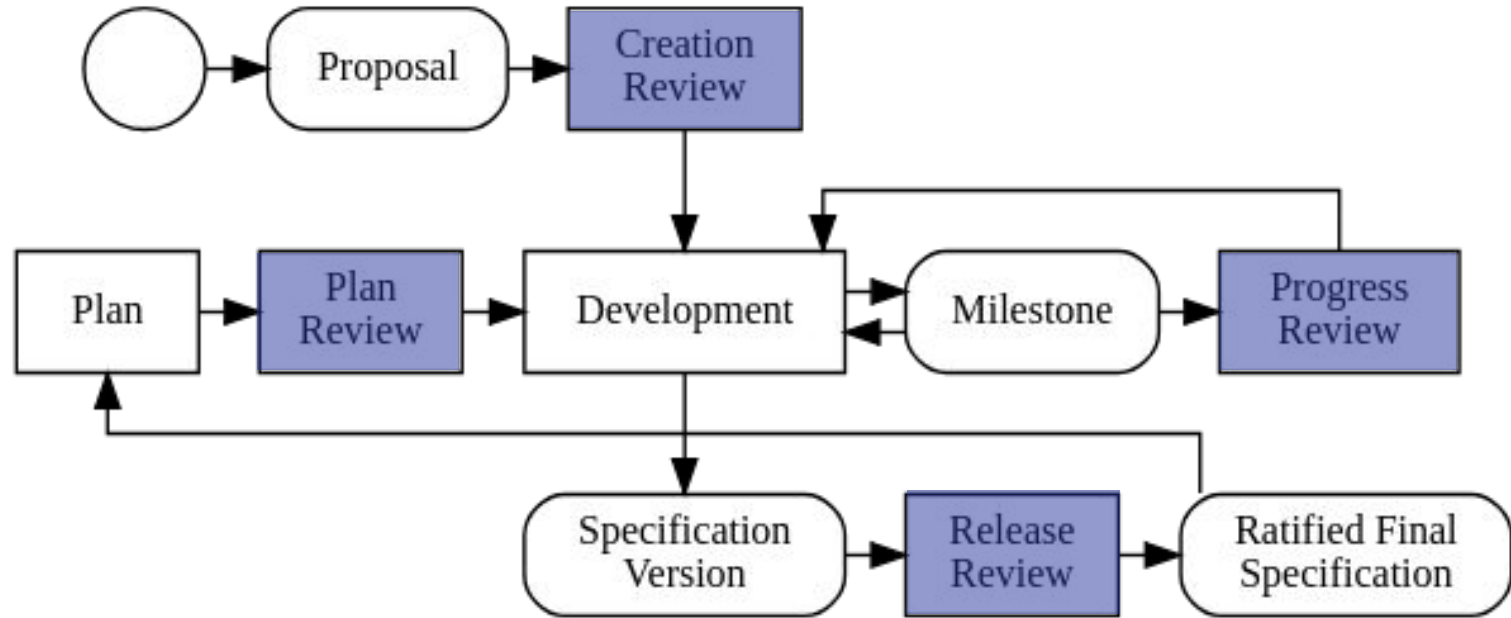 Proposal
Creation
Review
Plan
Plan
Review
Development
Milestone
Progress
Review
Specification
Version
Release
Review
Ratified Final
Specification